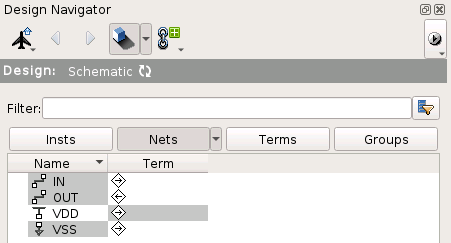 Design Navigator
Design: Schematic
Filter:
Insts Nets Terms Groups
Name Term
IN
OUT
VDD
VSS